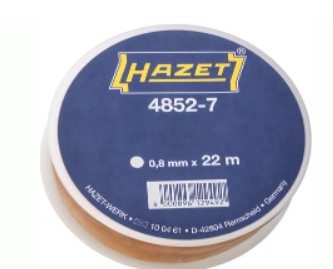 HAZET®
4852-7
0,8 mm x 22 m
HAZET-WERK • 10 04 61 • D-42804 Remscheid • Germany